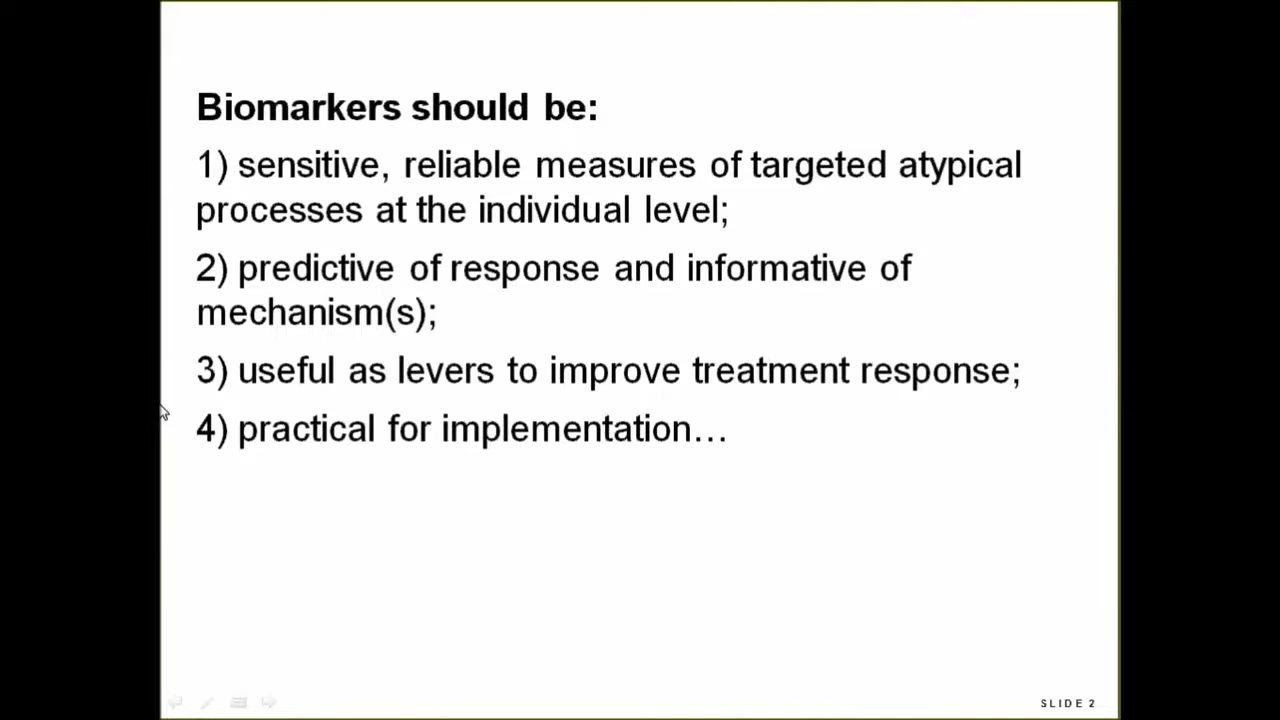 Biomarkers should be:
1) sensitive, reliable measures of targeted atypical
processes at the individual level;
2) predictive of response and informative of
mechanism(s);
3) useful as levers to improve treatment response;
4) practical for implementation…
SLIDE 2